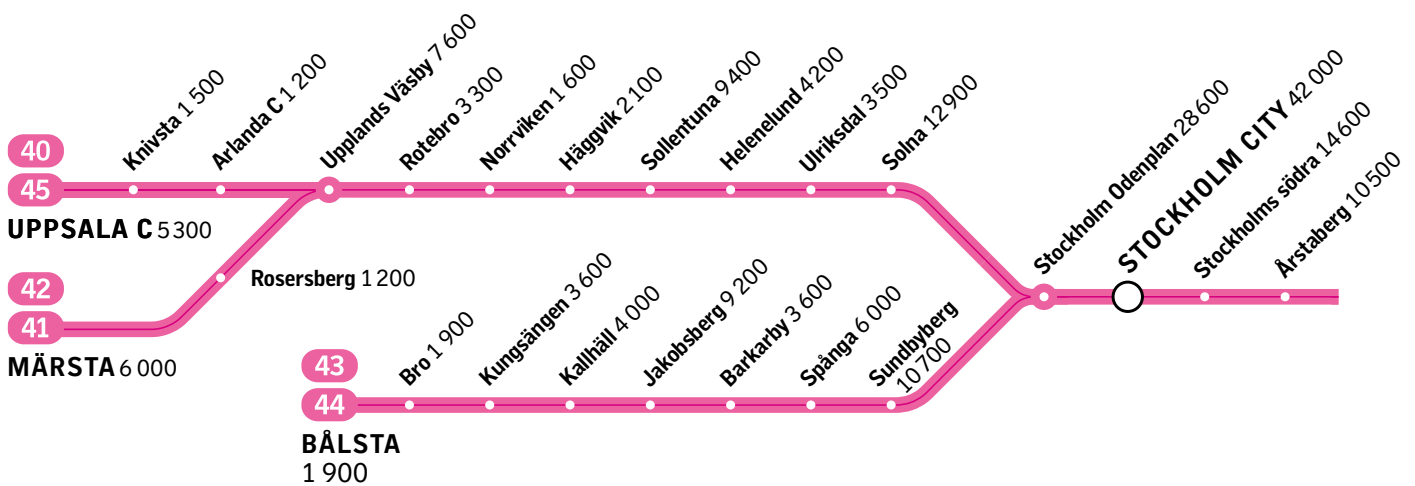 40
45
UPPSALA C 5300
Knivsta 1 500
Arlanda C 1 200
Upplands Väsby 7 600
Rotebro 3 300
Norrviken 1 600
Häggvik 2 100
Sollentuna 9 400
Helenelund 4 200
Ulriksdal 3 500
Solna 12 900
42
41
MÄRSTA 6 000
Rosersberg 1 200
43
44
BÅLSTA
1 900
Bro 1 900
Kungsängen 3 600
Kallhäll 4 000
Jakobsberg 9 200
Barkarby 3 600
Spånga 6 000
Sundbyberg
10 700
Stockholm Odenplan 28 600
STOCKHOLM CITY 42 000
Stockholms södra 14 600
Årstaberg 10 500